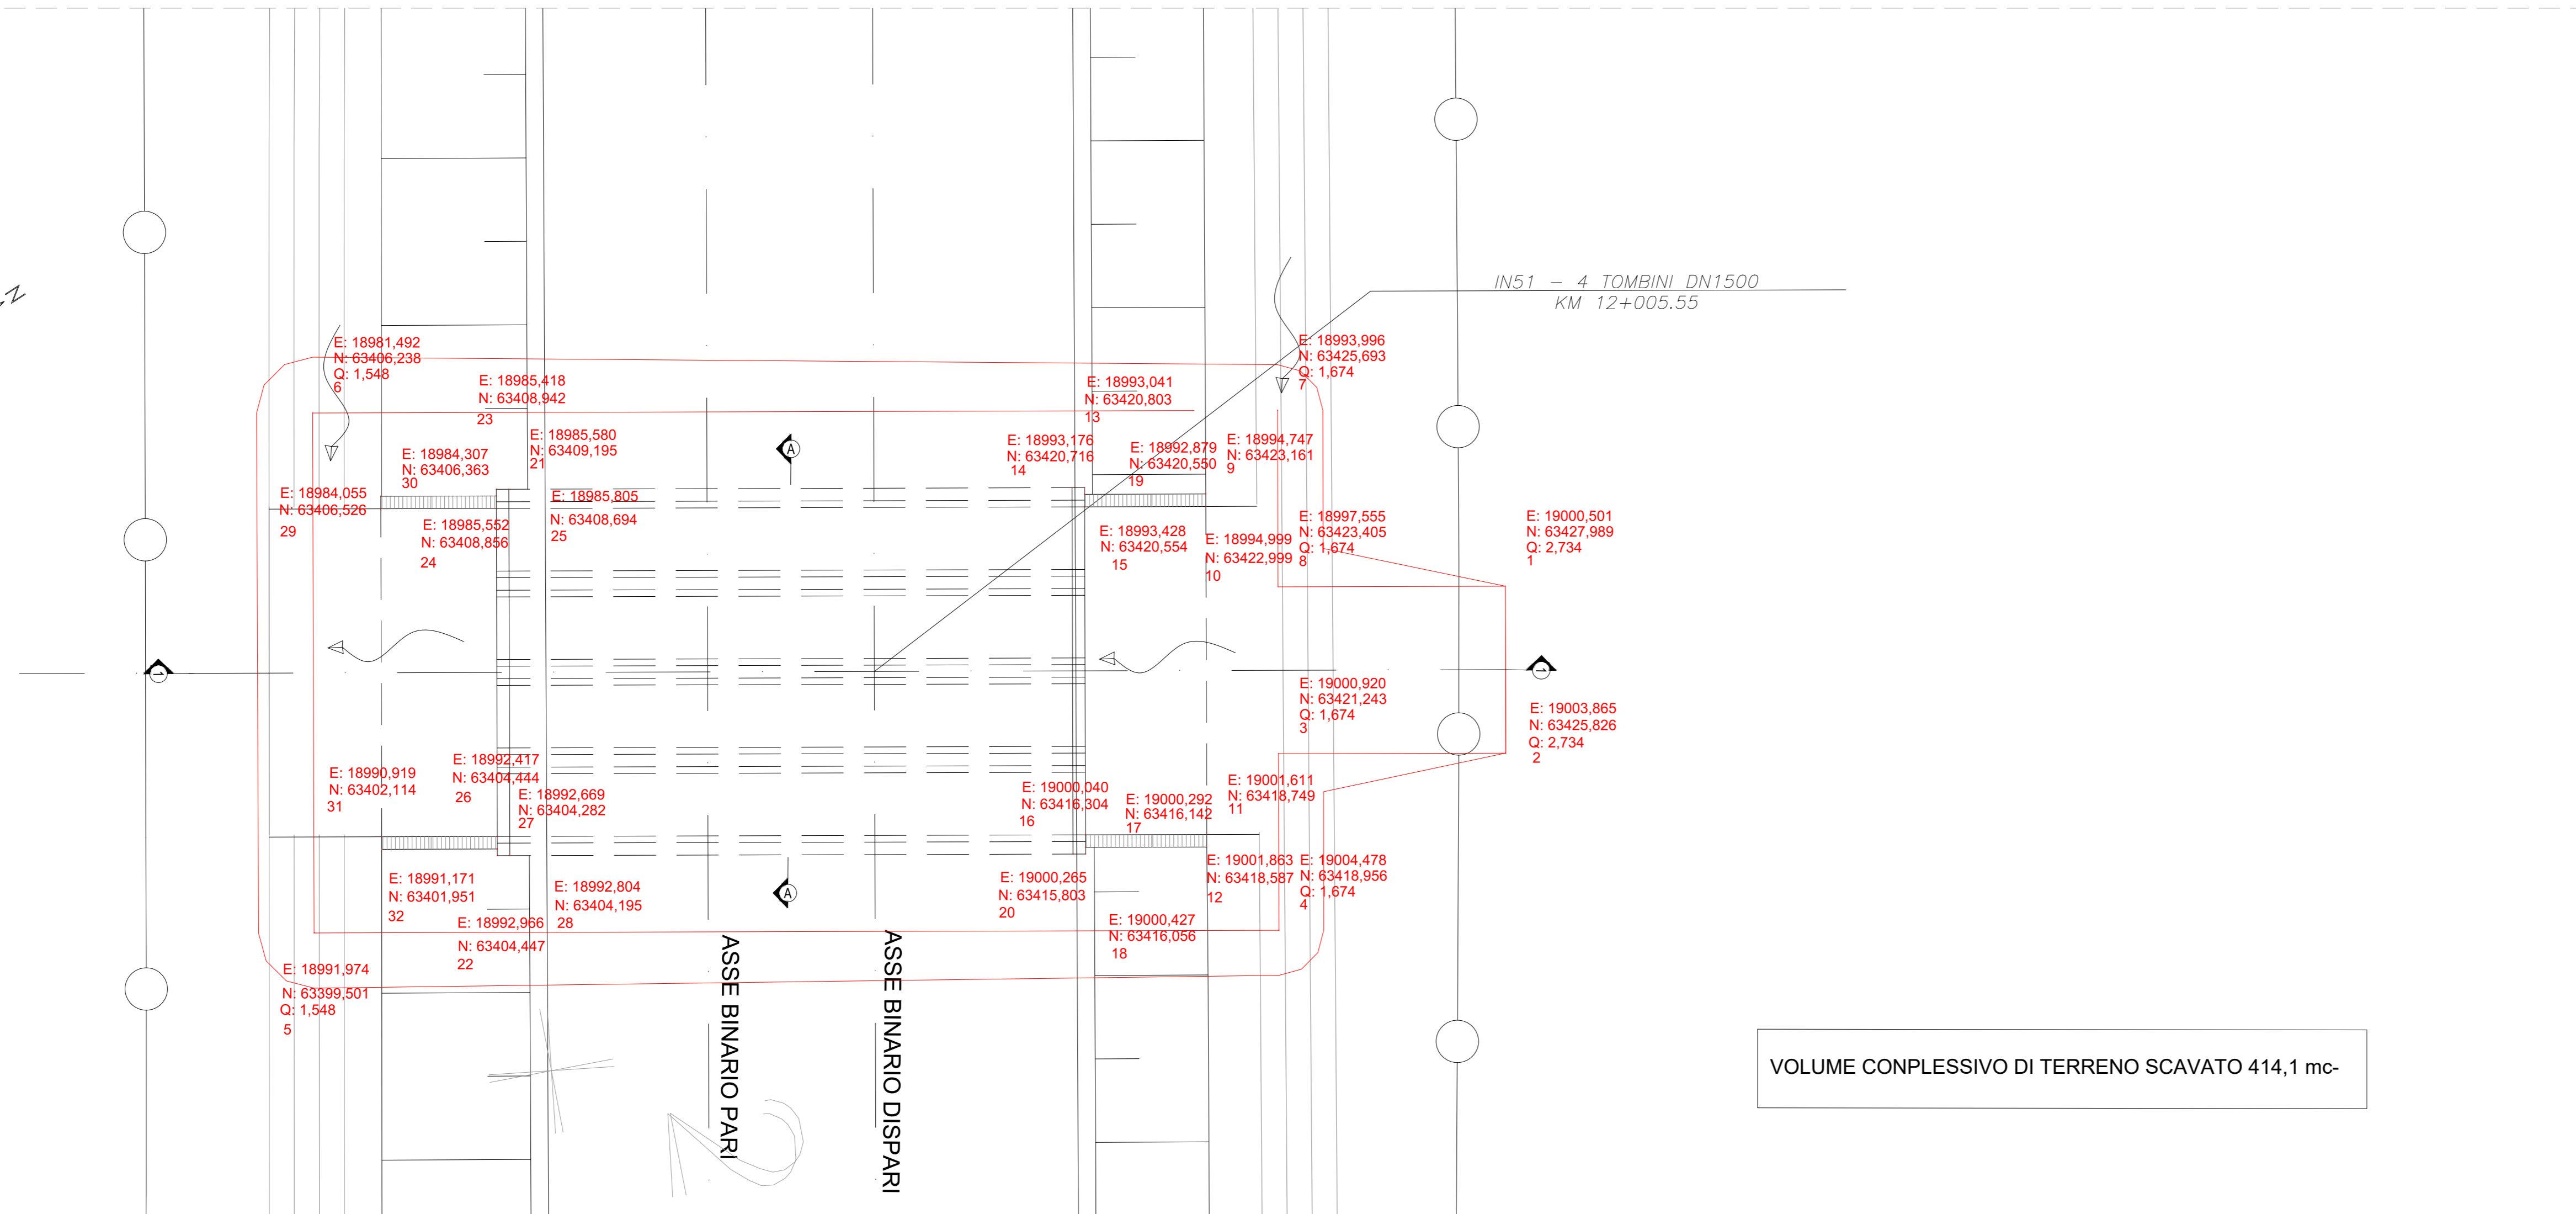 N
IN51 - 4 TOMBINI DN1500
KM 12+005.55
E: 18981,492
N: 63406,238
Q: 1,548
6
E: 18993,996
N: 63425,693
Q: 1,674
7
E: 18985,418
N: 63408,942
23
E: 18993,041
N: 63420,803
13
E: 18985,580
N: 63409,195
21
E: 18984,307
N: 63406,363
30
A
E: 18993,176
N: 63420,716
14
E: 18992,879
N: 63420,550
19
E: 18994,747
N: 63423,161
9
E: 18984,055
N: 63406,526
29
E: 18985,552
N: 63408,856
24
E: 18985,805
N: 63408,694
25
E: 18993,428
N: 63420,554
15
E: 18994,999
N: 63422,999
10
E: 18997,555
N: 63423,405
Q: 1,674
8
E: 19000,501
N: 63427,989
Q: 2,734
1
1
1
E: 19000,920
N: 63421,243
Q: 1,674
3
E: 19003,865
N: 63425,826
Q: 2,734
2
E: 18990,919
N: 63402,114
31
E: 18992,417
N: 63404,444
26
E: 18992,669
N: 63404,282
27
E: 19000,040
N: 63416,304
16
E: 19000,292
N: 63416,142
17
E: 19001,611
N: 63418,749
11
E: 18991,171
N: 63401,951
32
E: 18992,804
N: 63404,195
28
A
E: 19000,265
N: 63415,803
20
E: 19001,863
N: 63418,587
12
E: 19004,478
N: 63418,956
Q: 1,674
4
E: 18992,966
N: 63404,447
22
E: 19000,427
N: 63416,056
18
E: 18991,974
N: 63399,501
Q: 1,548
5
ASSE BINARIO PARI
ASSE BINARIO DISPARI
VOLUME CONPLESSIVO DI TERRENO SCAVATO 414,1 mc-